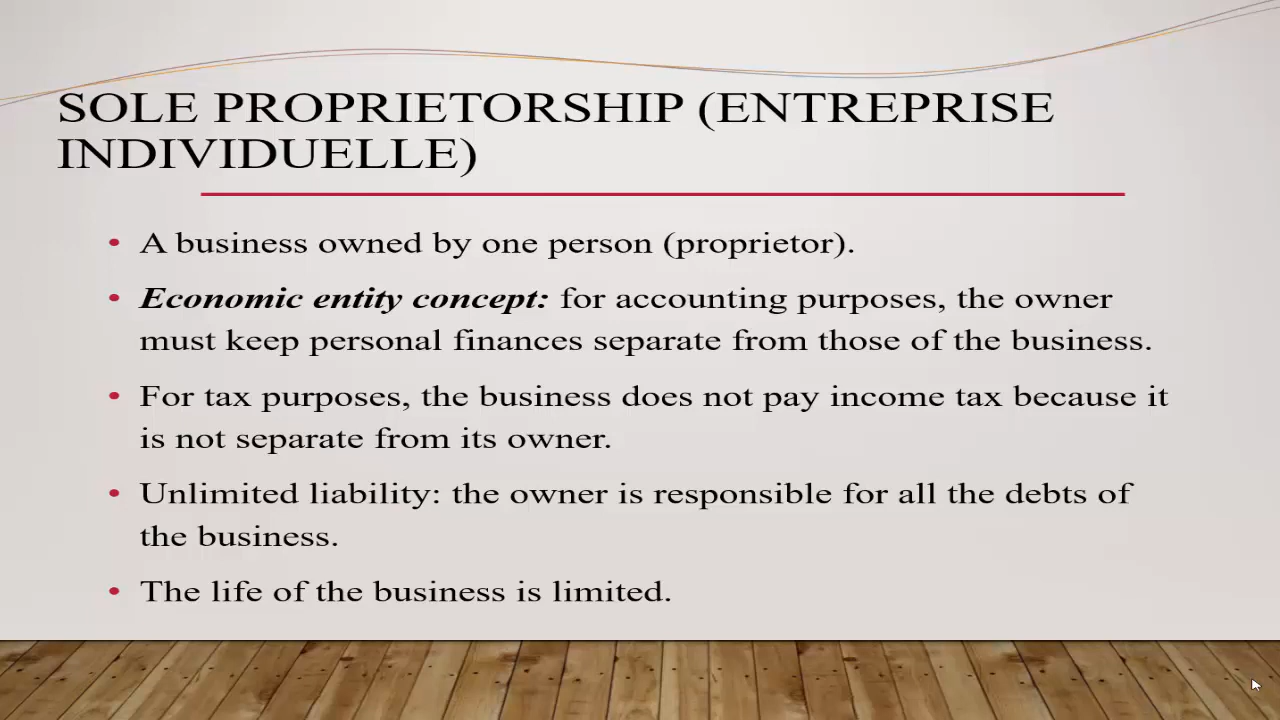 SOLE PROPRIETORSHIP (ENTREPRISE
INDIVIDUELLE)
• A business owned by one person (proprietor).
• Economic entity concept: for accounting purposes, the owner
must keep personal finances separate from those of the business.
• For tax purposes, the business does not pay income tax because it
is not separate from its owner.
• Unlimited liability: the owner is responsible for all the debts of
the business.
• The life of the business is limited.